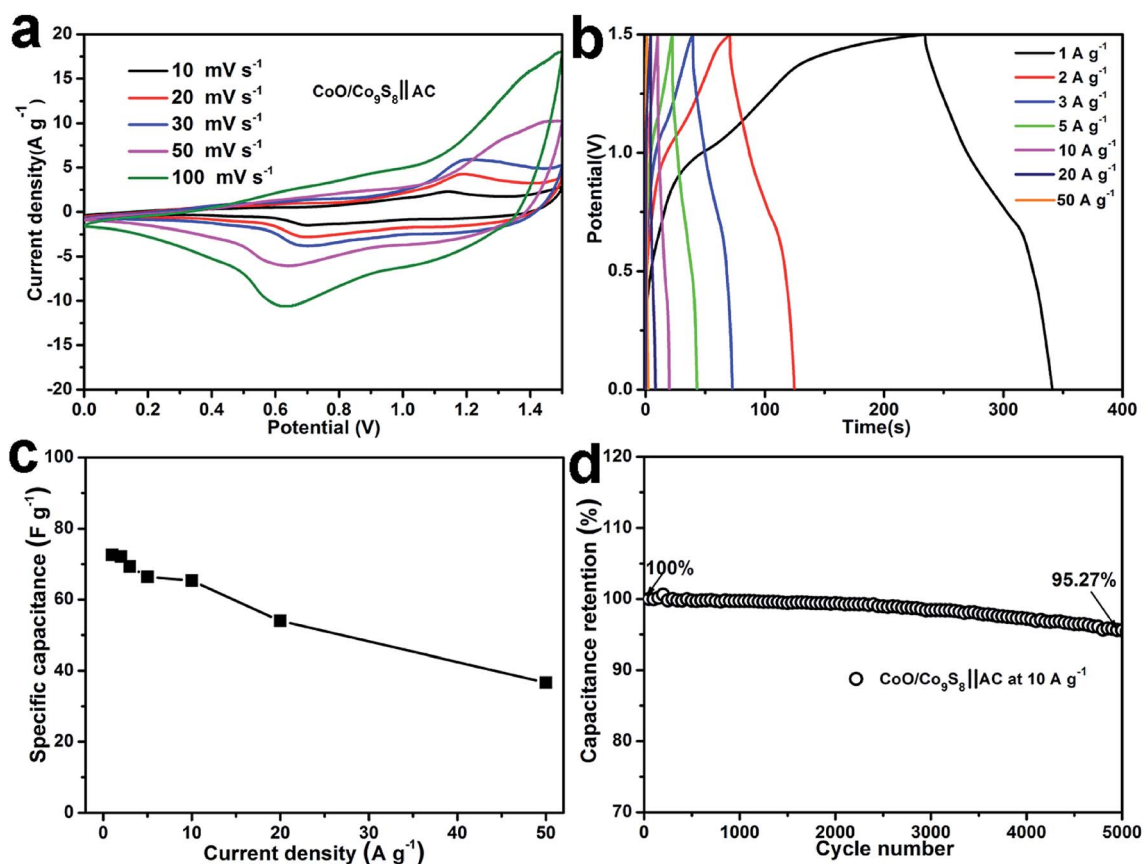 a
20
15
10
5
0
-5
-10
-15
-20
Current density(A g⁻¹)
10 mV s⁻¹
20 mV s⁻¹
30 mV s⁻¹
50 mV s⁻¹
100 mV s⁻¹
CoO/Co₉S₈||AC
0.0 0.2 0.4 0.6 0.8 1.0 1.2 1.4
Potential (V)
b
1.5
1.0
0.5
0.0
Potential(V)
1 A g⁻¹
2 A g⁻¹
3 A g⁻¹
5 A g⁻¹
10 A g⁻¹
20 A g⁻¹
50 A g⁻¹
0 100 200 300 400
Time(s)
c
100
80
60
40
20
0
Specific capacitance (F g⁻¹)
0 10 20 30 40 50
Current density (A g⁻¹)
d
120
110
100
90
80
70
Capacitance retention (%)
100%
95.27%
CoO/Co₉S₈||AC at 10 A g⁻¹
0 1000 2000 3000 4000 5000
Cycle number